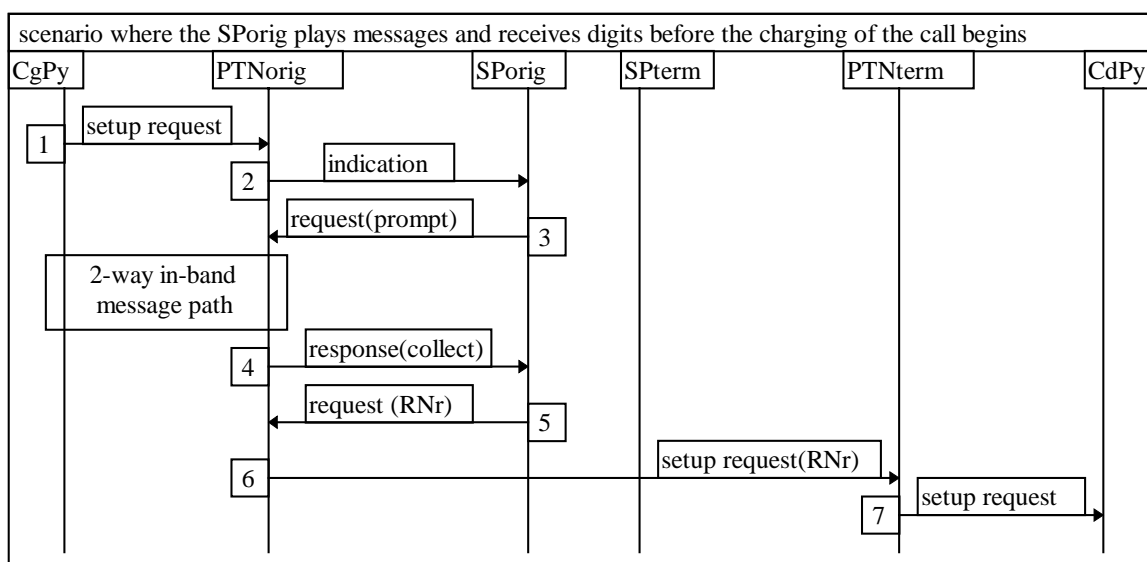 scenario where the SPorig plays messages and receives digits before the charging of the call begins
CgPy PTNorig SPorig SPterm PTNterm CdPy
1 setup request
2 indication
request(prompt) 3
2-way in-band
message path
4 response(collect)
request (RNr) 5
6 setup request(RNr)
7 setup request